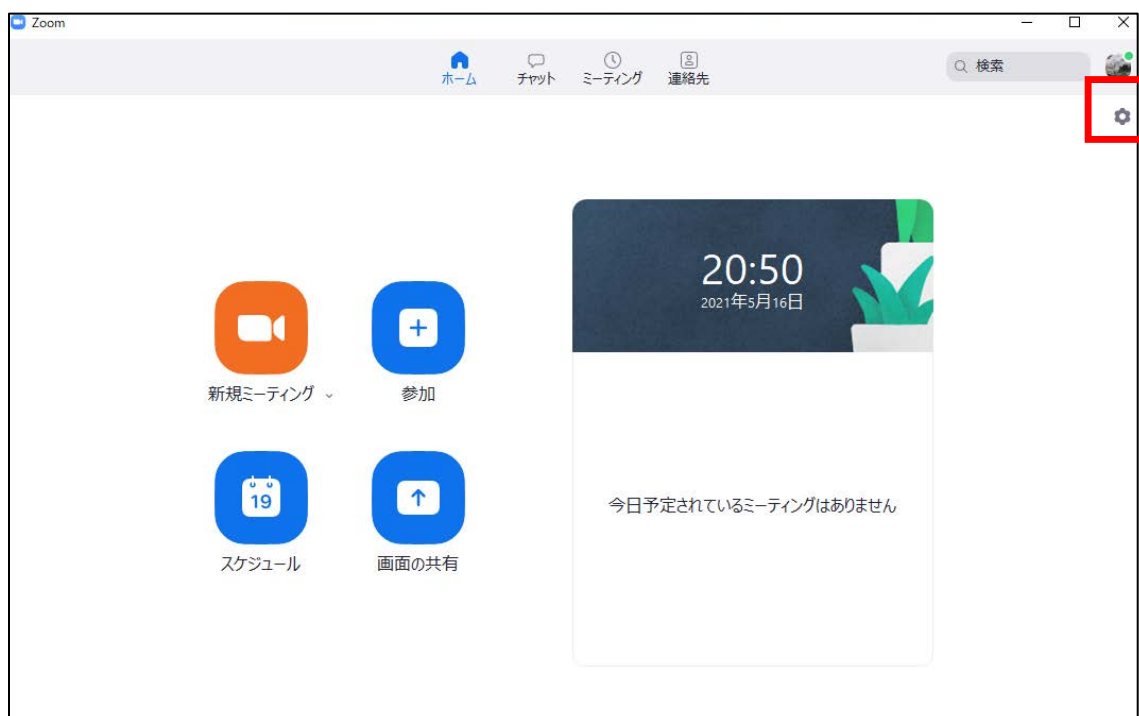 Zoom
ホーム
チャット
ミーティング
連絡先
検索
20:50
2021年5月16日
新規ミーティング
参加
19
スケジュール
画面の共有
今日予定されているミーティングはありません